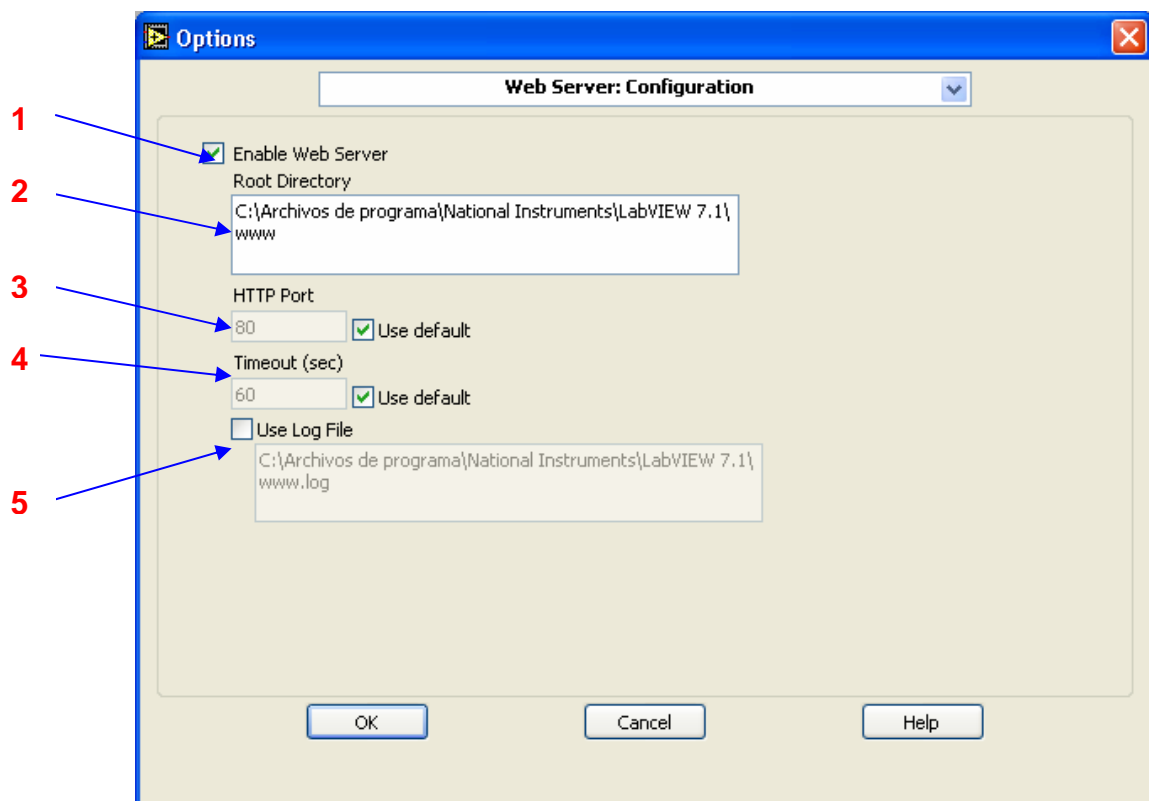 Options
Web Server: Configuration
1
Enable Web Server
Root Directory
2
C:\Archivos de programa\National Instruments\LabVIEW 7.1\
www
3
HTTP Port
80 Use default
4
Timeout (sec)
60 Use default
Use Log File
5
C:\Archivos de programa\National Instruments\LabVIEW 7.1\
www.log
OK Cancel Help